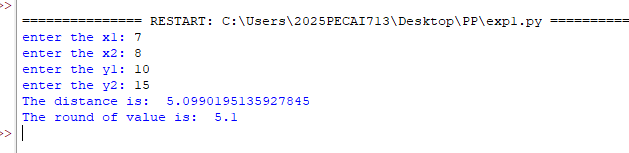 >>
=============== RESTART: C:\Users\2025PECAI713\Desktop\PP\exp1.py ==========
enter the x1: 7
enter the x2: 8
enter the y1: 10
enter the y2: 15
The distance is:  5.0990195135927845
The round of value is:  5.1
>>